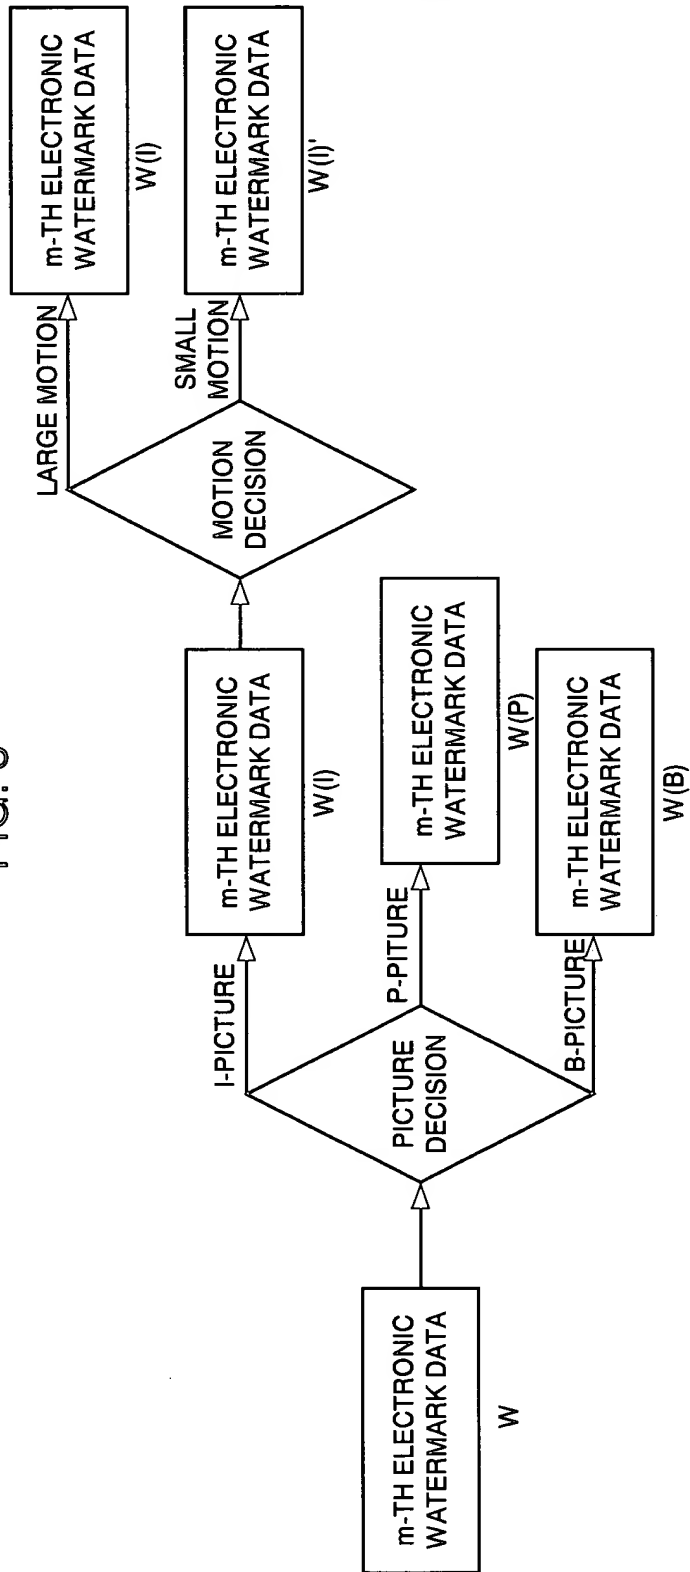 FIG.
m-TH ELECTRONIC
WATERMARK DATA
W
PICTURE
DECISION
I-PICTURE
P-PITURE
B-PICTURE
m-TH ELECTRONIC
WATERMARK DATA
W(I)
m-TH ELECTRONIC
WATERMARK DATA
W(P)
m-TH ELECTRONIC
WATERMARK DATA
W(B)
MOTION
DECISION
LARGE MOTION
SMALL
MOTION
m-TH ELECTRONIC
WATERMARK DATA
W(I)
m-TH ELECTRONIC
WATERMARK DATA
W(I)'